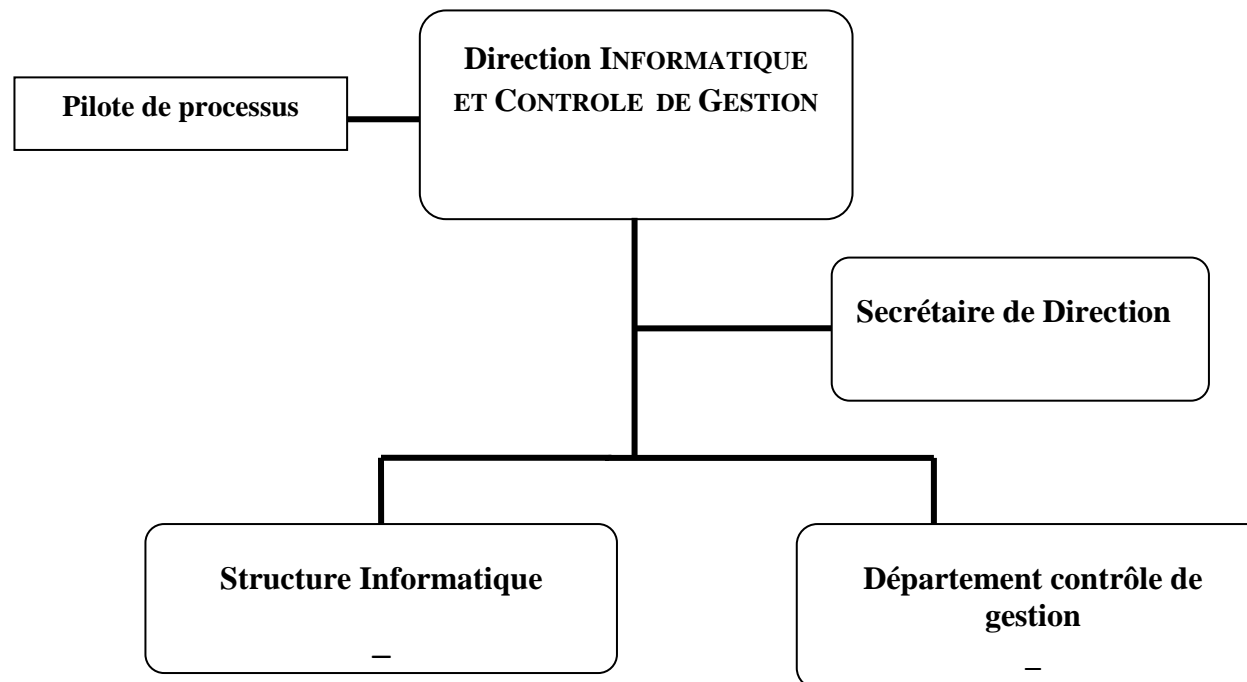 Direction INFORMATIQUE
ET CONTROLE DE GESTION
Pilote de processus
Secrétaire de Direction
Structure Informatique
_
Département contrôle de
gestion
_